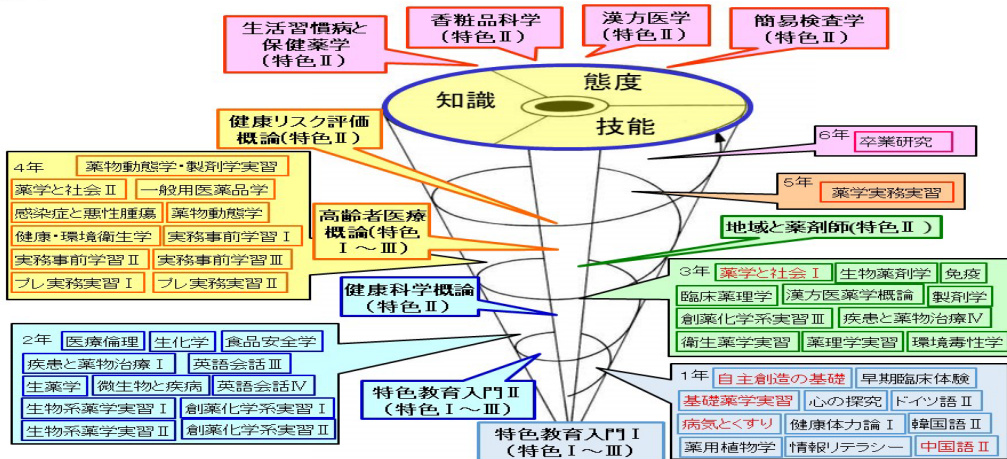 生活習慣病と
保健薬学
(特色Ⅱ)
香粧品科学
(特色Ⅱ)
漢方医学
(特色Ⅱ)
簡易検査学
(特色Ⅱ)
態度
知識
技能
健康リスク評価
概論(特色Ⅱ)
6年 卒業研究
5年 薬学実務実習
4年 薬物動態学・製剤学実習
薬学と社会Ⅱ 一般用医薬品学
感染症と悪性腫瘍 薬物動態学
健康・環境衛生学 実務事前学習Ⅰ
実務事前学習Ⅱ 実務事前学習Ⅲ
プレ実務実習Ⅰ プレ実務実習Ⅱ
高齢者医療
概論(特色
Ⅰ～Ⅲ)
地域と薬剤師(特色Ⅱ)
3年 薬学と社会Ⅰ 生物薬剤学 免疫
臨床薬理学 漢方医薬学概論 製剤学
創薬化学系実習Ⅲ 疾患と薬物治療Ⅳ
衛生薬学実習 薬理学実習 環境毒性学
健康科学概論
(特色Ⅱ)
2年 医療倫理 生化学 食品安全学
疾患と薬物治療Ⅰ 英語会話Ⅲ
生薬学 微生物と疾病 英語会話Ⅳ
生物系薬学実習Ⅰ 創薬化学系実習Ⅰ
生物系薬学実習Ⅱ 創薬化学系実習Ⅱ
特色教育入門Ⅱ
(特色Ⅰ～Ⅲ)
1年 自主創造の基礎 早期臨床体験
基礎薬学実習 心の探究 ドイツ語Ⅱ
病気とくすり 健康体力論Ⅰ 韓国語Ⅱ
薬用植物学 情報リテラシー 中国語Ⅱ
特色教育入門Ⅰ
(特色Ⅰ～Ⅲ)